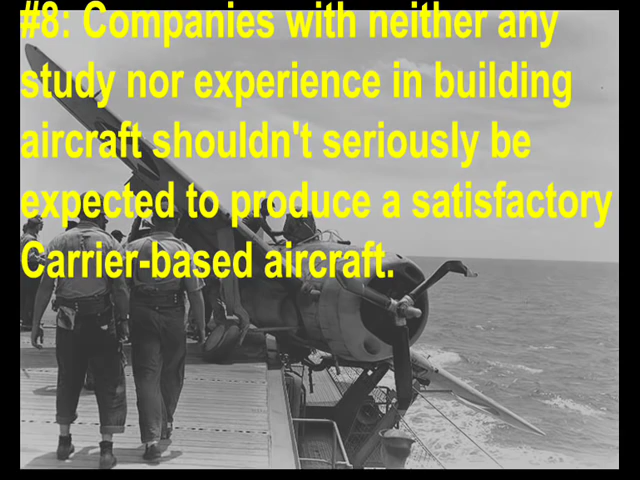 #8: Companies with neither any
study nor experience in building
aircraft shouldn't seriously be
expected to produce a satisfactory
Carrier-based aircraft.